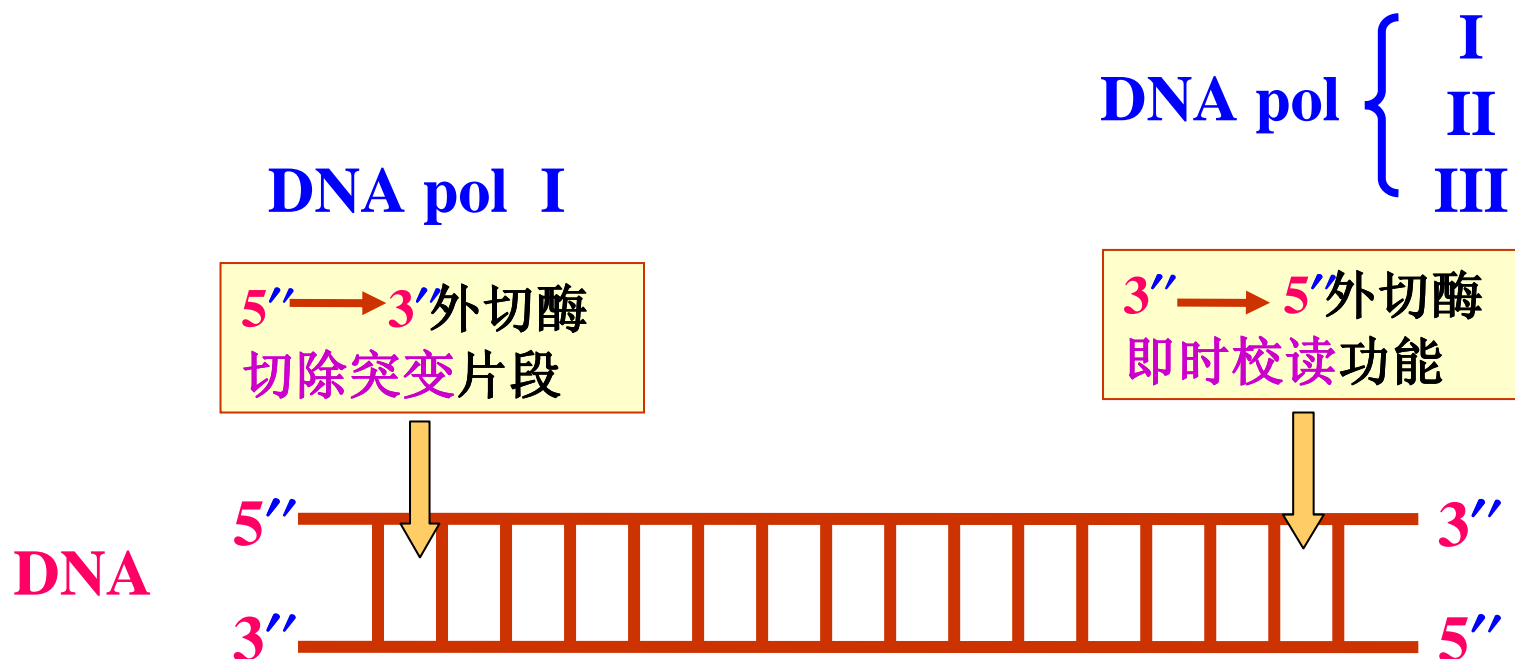 DNA pol
I
II
III
DNA pol I
5′′ → 3′′外切酶
切除突变片段
3′′ → 5′′外切酶
即时校读功能
5′′
3′′
DNA
3′′
5′′